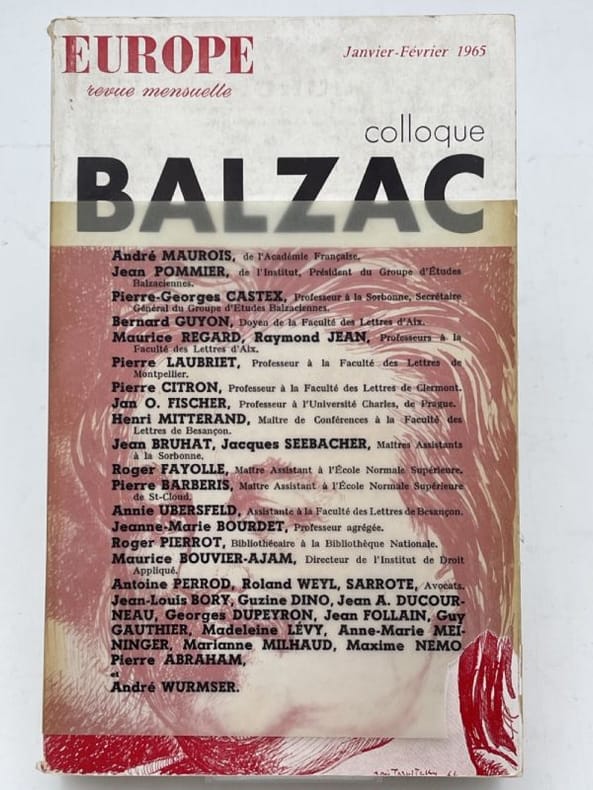 EUROPE
Janvier-Février 1965
revue mensuelle
colloque
BALZAC
André MAUROIS, de l'Académie Française.
Jean POMMIER, de l'Institut, Président du Groupe d'Études
Balzaciennes.
Pierre-Georges CASTEX, Professeur à la Sorbonne, Secrétaire
Général du Groupe d'Etudes Balzaciennes.
Bernard GUYON, Doyen de la Faculté des Lettres d'Aix.
Maurice REGARD, Raymond JEAN, Professeurs à la
Faculté des Lettres d'Aix.
Pierre LAUBRIET, Professeur à la Faculté des Lettres de
Montpellier.
Pierre CITRON, Professeur à la Faculté des Lettres de Clermont.
Jan O. FISCHER, Professeur à l'Université Charles, de Prague.
Henri MITTERAND, Maître de Conférences à la Faculté des
Lettres de Besançon.
Jean BRUHAT, Jacques SEEBACHER, Maîtres Assistants
à la Sorbonne.
Roger FAYOLLE, Maître Assistant à l'École Normale Supérieure.
Pierre BARBERIS, Maître Assistant à l'École Normale Supérieure
de St-Cloud.
Annie UBERSFELD, Assistante à la Faculté des Lettres de Besançon.
Jeanne-Marie BOURDET, Professeur agrégée.
Roger PIERROT, Bibliothécaire à la Bibliothèque Nationale.
Maurice BOUVIER-AJAM, Directeur de l'Institut de Droit
Appliqué.
Antoine PERROD, Roland WEYL, SARROTE, Avocats.
Jean-Louis BORY, Guzine DINO, Jean A. DUCOUR-
NEAU, Georges DUPEYRON, Jean FOLLAIN, Guy
GAUTHIER, Madeleine LÉVY, Anne-Marie MEI-
NINGER, Marianne MILHAUD, Maxime NEMO
Pierre ABRAHAM,
et
André WURMSER.